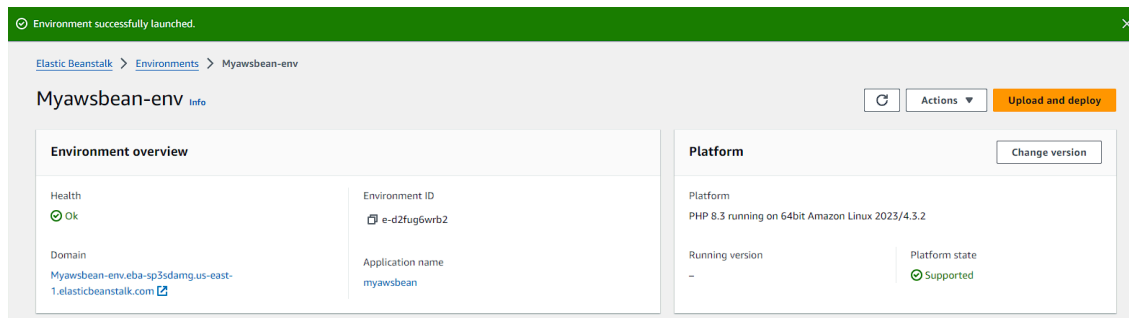 Environment successfully launched.
Elastic Beanstalk > Environments > Myawsbean-env
Myawsbean-env Info
Actions
Upload and deploy
Environment overview
Health
Ok
Domain
Myawsbean-env.eba-sp3sdamg.us-east-
1.elasticbeanstalk.com
Environment ID
e-d2fug6wrb2
Application name
myawsbean
Platform
Change version
Platform
PHP 8.3 running on 64bit Amazon Linux 2023/4.3.2
Running version
–
Platform state
Supported